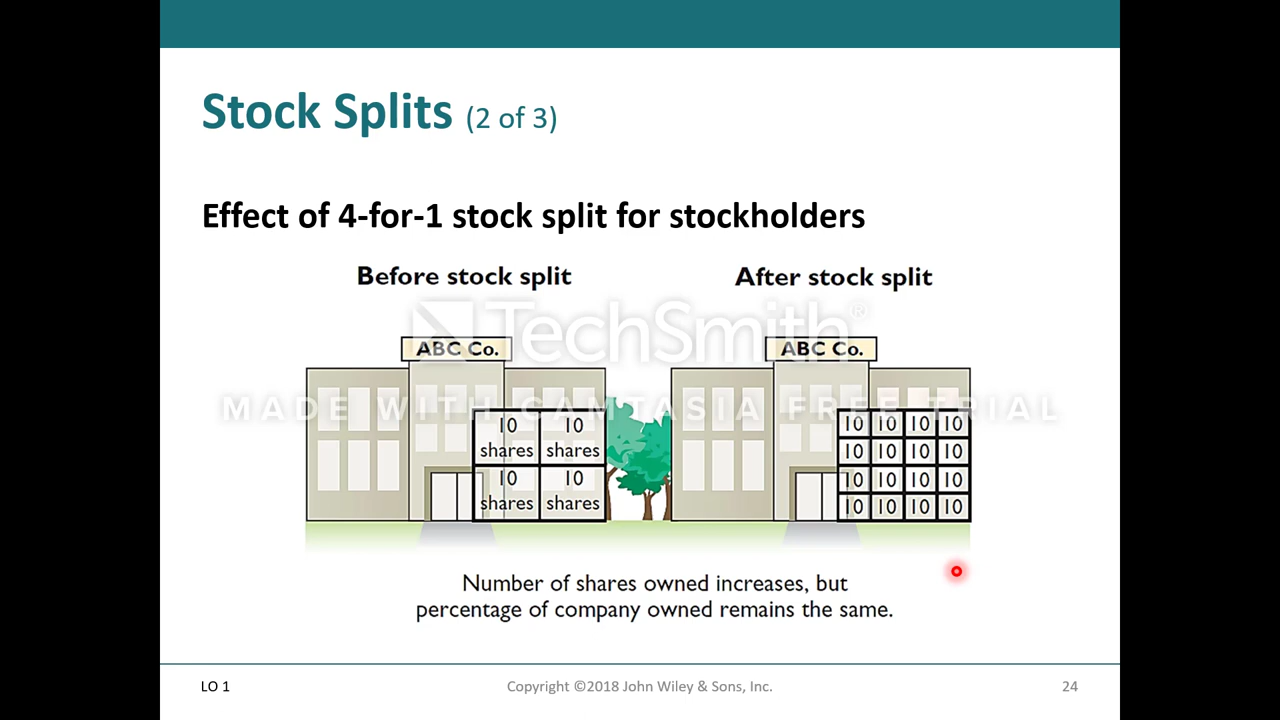 Stock Splits (2 of 3)
Effect of 4-for-1 stock split for stockholders
Before stock split
After stock split
TechSmith®
ABC Co.
ABC Co.
MADE WITH CAMTASIA FREE TRIAL
10 shares 10 shares
10 shares 10 shares
10 10 10 10
10 10 10 10
10 10 10 10
10 10 10 10
Number of shares owned increases, but
percentage of company owned remains the same.
LO 1
Copyright ©2018 John Wiley & Sons, Inc.
24